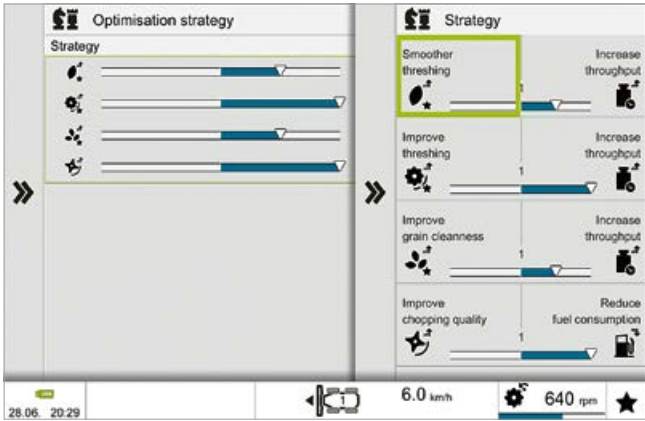 Optimisation strategy
Strategy
Strategy
Smoother threshing
Increase throughput
1
Improve threshing
Increase throughput
1
Improve grain cleanness
Increase throughput
1
Improve chopping quality
Reduce fuel consumption
1
28.06. 20:29
1
6.0 km/h
640 rpm